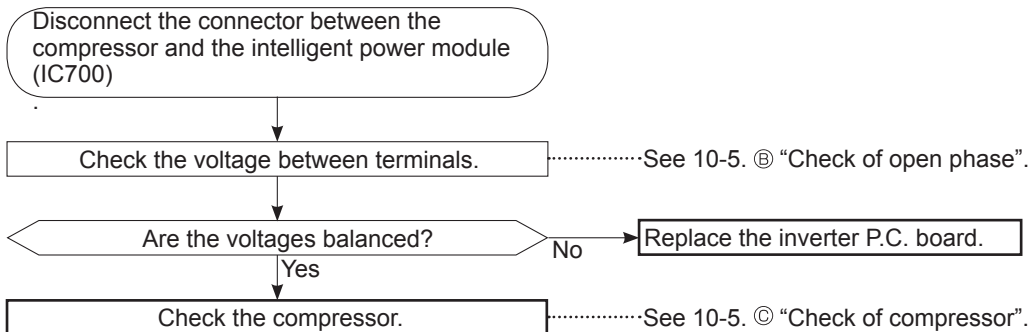 Disconnect the connector between the
compressor and the intelligent power module
(IC700)
.
Check the voltage between terminals.
See 10-5. Ⓑ “Check of open phase”.
Are the voltages balanced?
No
Replace the inverter P.C. board.
Yes
Check the compressor.
See 10-5. Ⓒ “Check of compressor”.